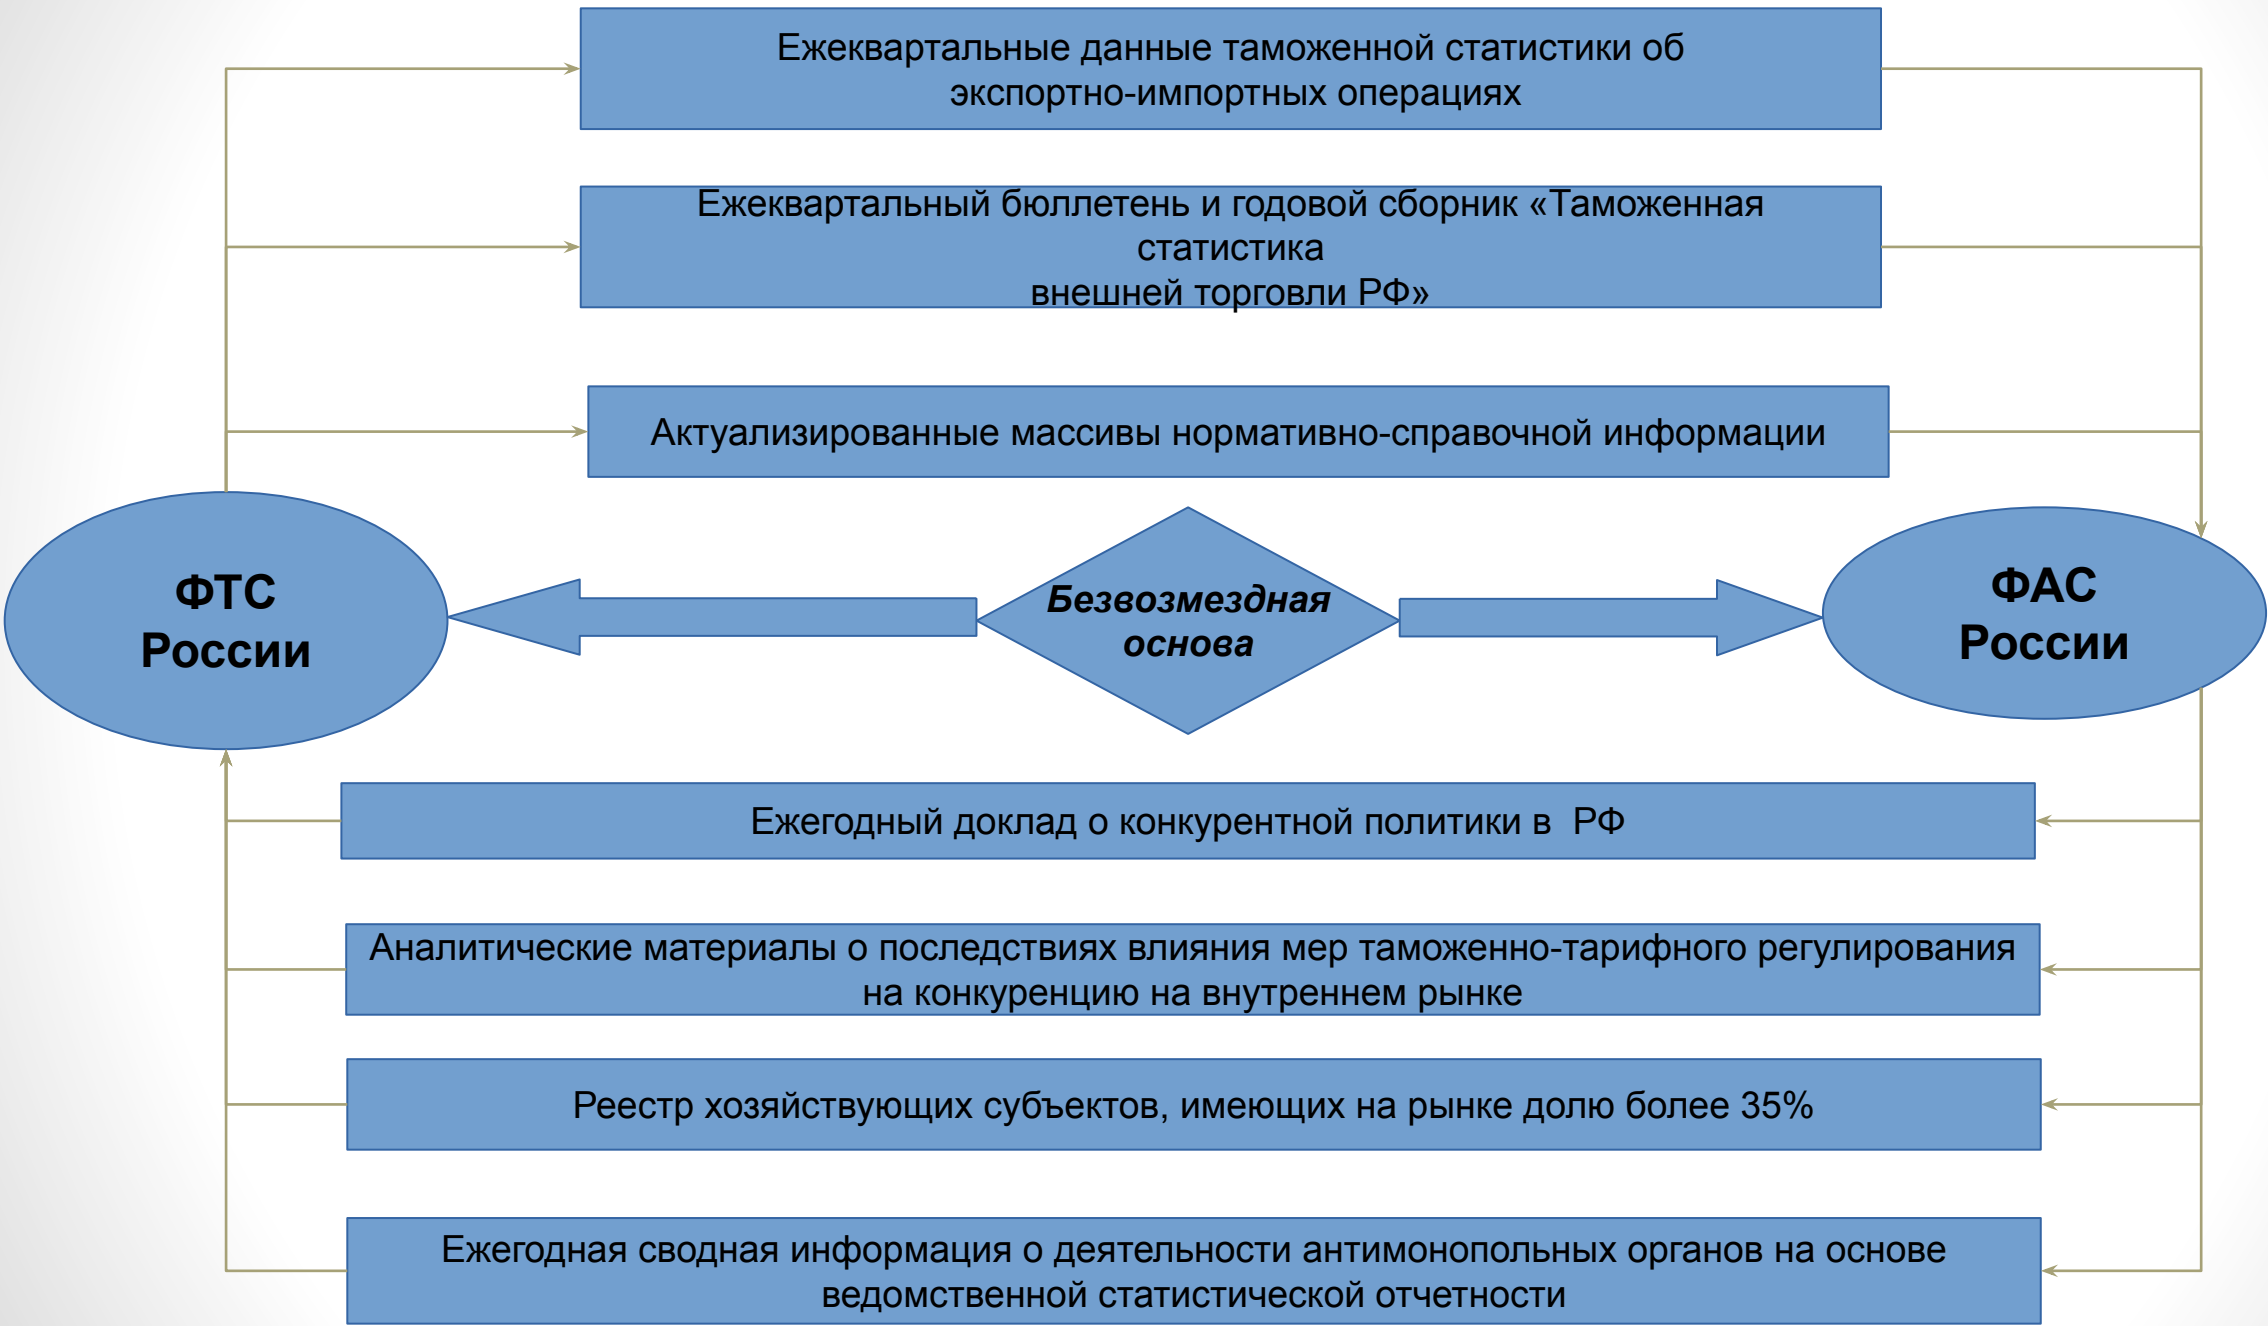 Ежеквартальные данные таможенной статистики об
экспортно-импортных операциях
Ежеквартальный бюллетень и годовой сборник «Таможенная
статистика
внешней торговли РФ»
Актуализированные массивы нормативно-справочной информации
ФТС
России
Безвозмездная
основа
ФАС
России
Ежегодный доклад о конкурентной политики в  РФ
Аналитические материалы о последствиях влияния мер таможенно-тарифного регулирования
на конкуренцию на внутреннем рынке
Реестр хозяйствующих субъектов, имеющих на рынке долю более 35%
Ежегодная сводная информация о деятельности антимонопольных органов на основе
ведомственной статистической отчетности